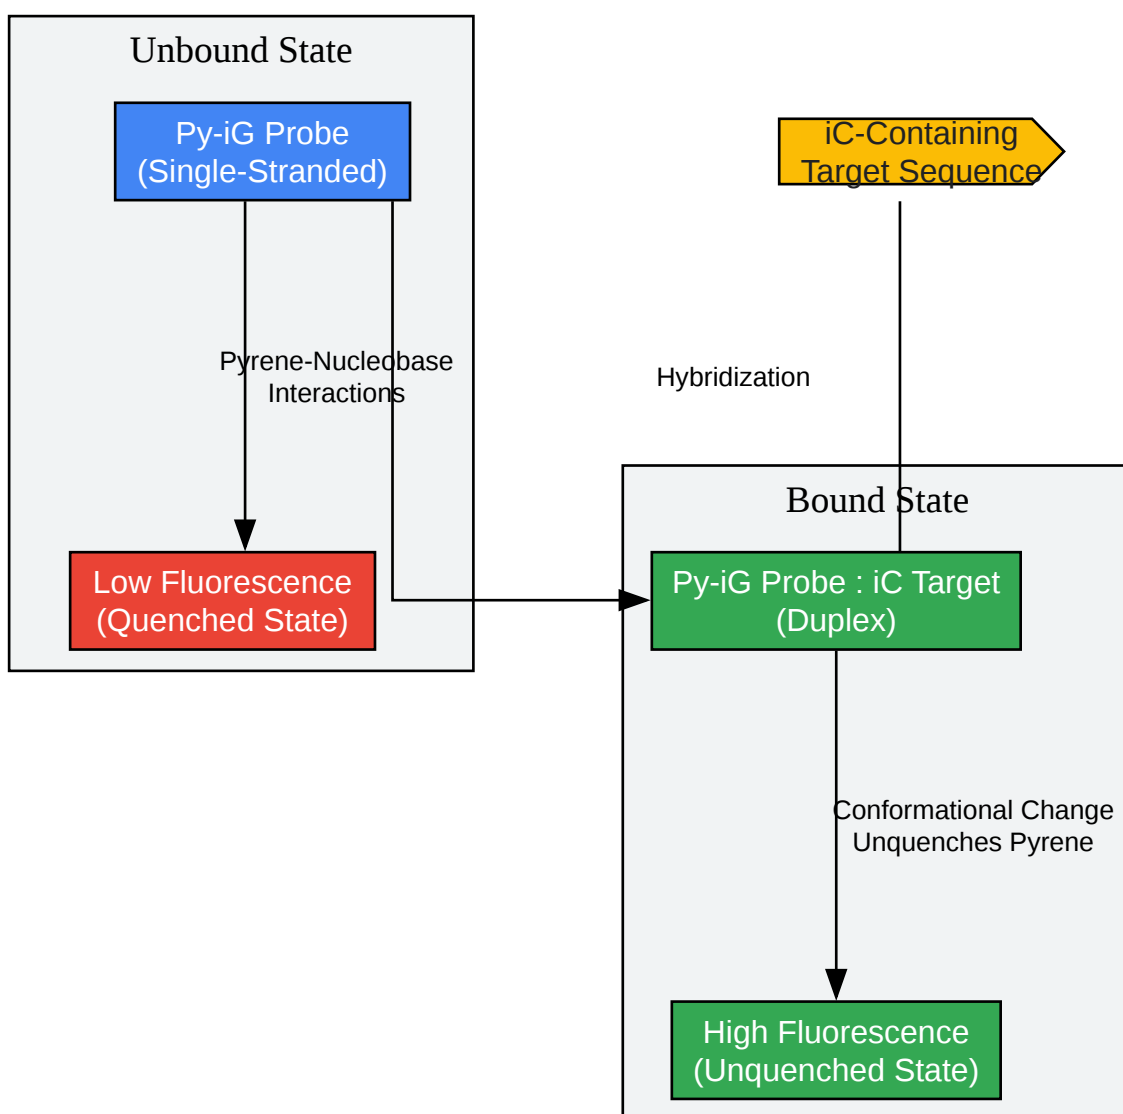 Unbound State
Py-iG Probe
(Single-Stranded)
iC-Containing
Target Sequence
Pyrene-Nucleobase
Interactions
Hybridization
Low Fluorescence
(Quenched State)
Bound State
Py-iG Probe : iC Target
(Duplex)
Conformational Change
Unquenches Pyrene
High Fluorescence
(Unquenched State)